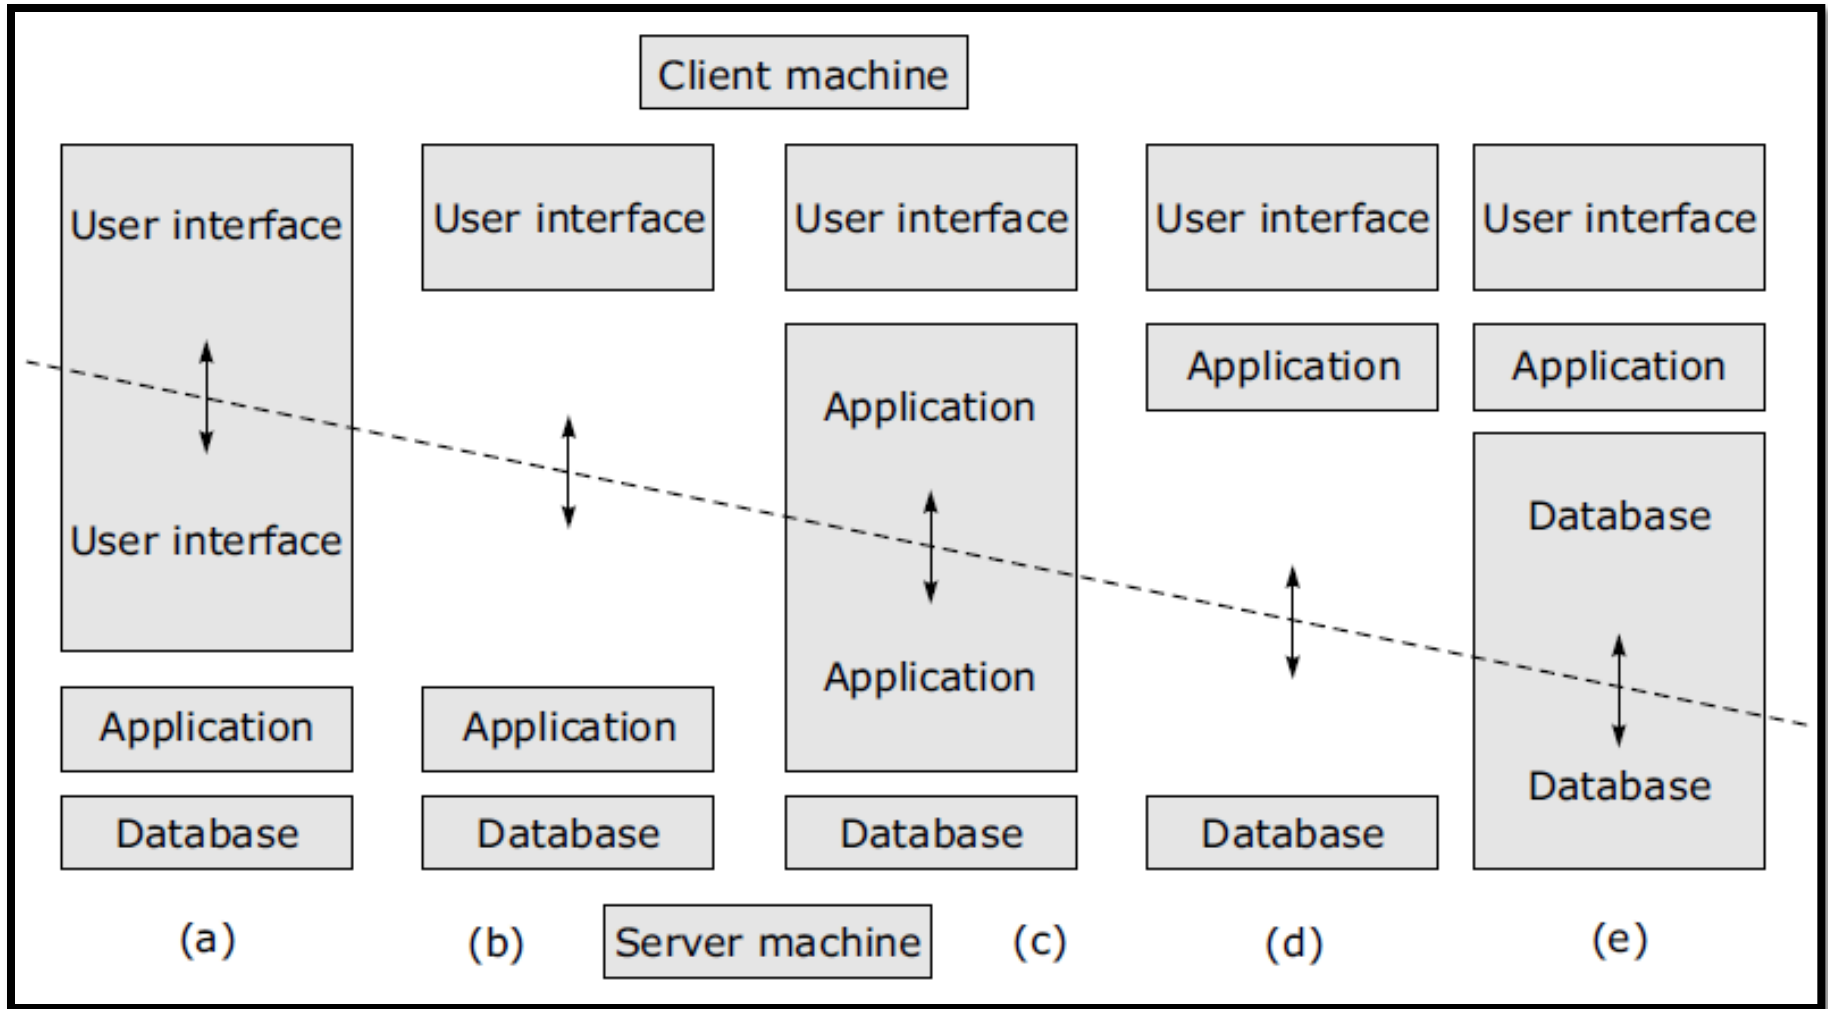 Client machine
User interface
User interface
User interface
User interface
User interface
Application
Application
Application
Database
User interface
Application
Application
Application
Database
Database
Database
Database
Database
(a)
(b)
Server machine
(c)
(d)
(e)